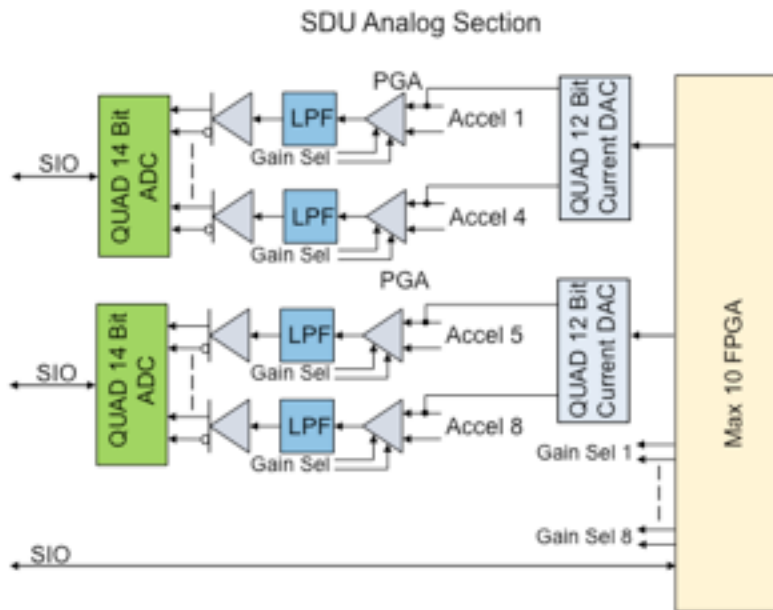 SDU Analog Section
PGA
QUAD 14 Bit
ADC
SIO
LPF
Accel 1
Gain Sel
LPF
Accel 4
Gain Sel
QUAD 12 Bit
Current DAC
PGA
QUAD 14 Bit
ADC
SIO
LPF
Accel 5
Gain Sel
LPF
Accel 8
Gain Sel
QUAD 12 Bit
Current DAC
Gain Sel 1
Gain Sel 8
SIO
Max 10 FPGA